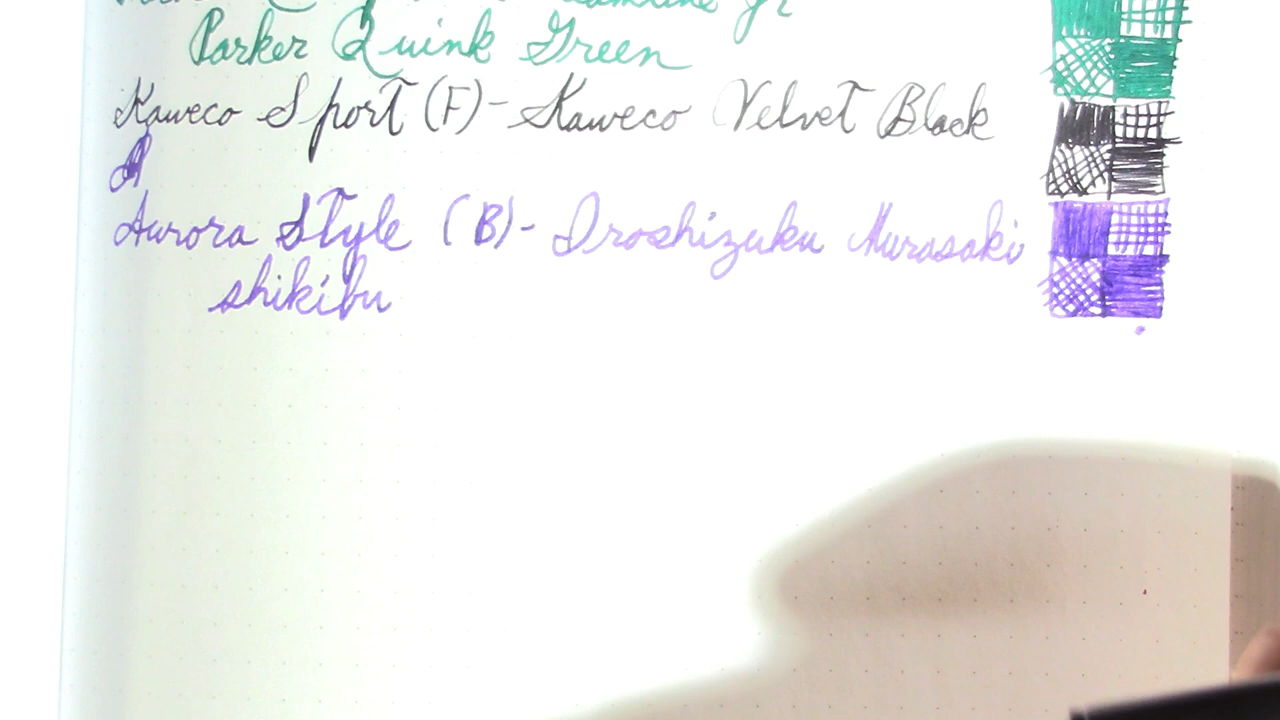 Parker Quink Green
Kaweco Sport (F) - Kaweco Velvet Black
A
Aurora Style (B) - Iroshizuku Murasaki
shikibu